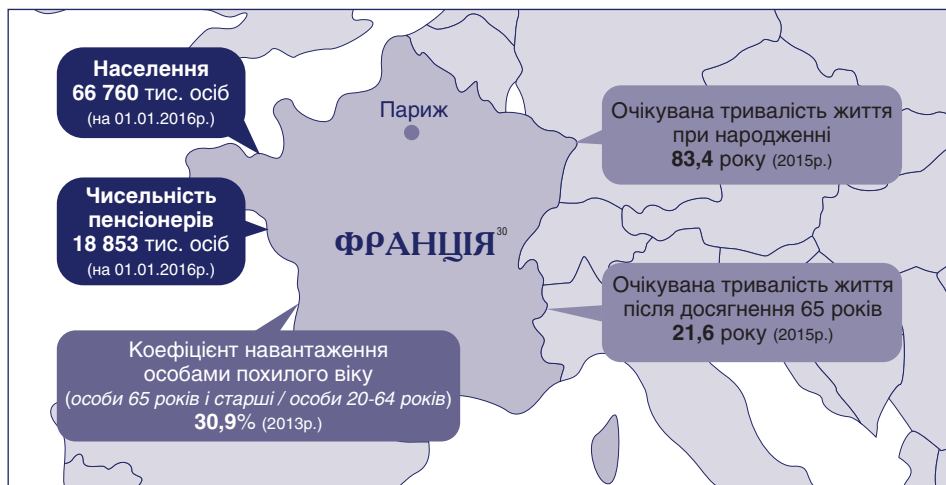 Населення
66 760 тис. осіб
(на 01.01.2016р.)
Париж
Очікувана тривалість життя
при народженні
83,4 року (2015р.)
Чисельність
пенсіонерів
18 853 тис. осіб
(на 01.01.2016р.)
ФРАНЦІЯ30
Очікувана тривалість життя
після досягнення 65 років
21,6 року (2015р.)
Коефіцієнт навантаження
особами похилого віку
(особи 65 років і старші / особи 20-64 років)
30,9% (2013р.)